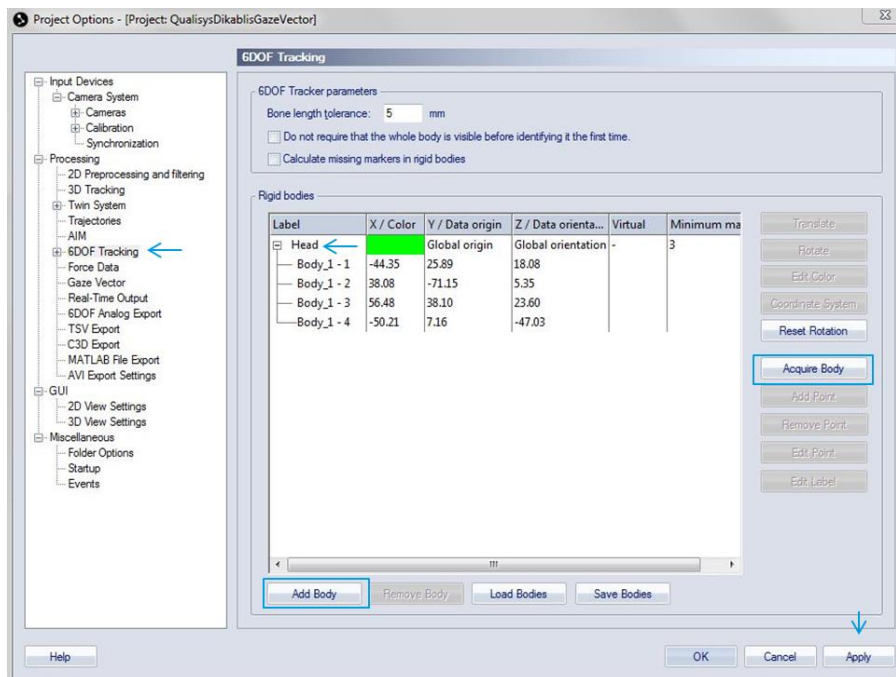 Project Options - [Project: QualisysDikablisGazeVector]
Input Devices
Camera System
Cameras
Calibration
Synchronization
Processing
2D Preprocessing and filtering
3D Tracking
Twin System
Trajectories
AIM
6DOF Tracking
Force Data
Gaze Vector
Real-Time Output
6DOF Analog Export
TSV Export
C3D Export
MATLAB File Export
AVI Export Settings
GUI
2D View Settings
3D View Settings
Miscellaneous
Folder Options
Startup
Events
6DOF Tracking
6DOF Tracker parameters
Bone length tolerance: 5 mm
Do not require that the whole body is visible before identifying it the first time.
Calculate missing markers in rigid bodies
Rigid bodies
Label X / Color Y / Data origin Z / Data orienta... Virtual Minimum ma
Head Global origin Global orientation - 3
Body_1 - 1 -44.35 25.89 18.08
Body_1 - 2 38.08 -71.15 5.35
Body_1 - 3 56.48 38.10 23.60
Body_1 - 4 -50.21 7.16 -47.03
Translate
Rotate
Edit Color
Coordinate System
Reset Rotation
Acquire Body
Add Point
Remove Point
Edit Point
Edit Label
Add Body Remove Body Load Bodies Save Bodies
Help OK Cancel Apply